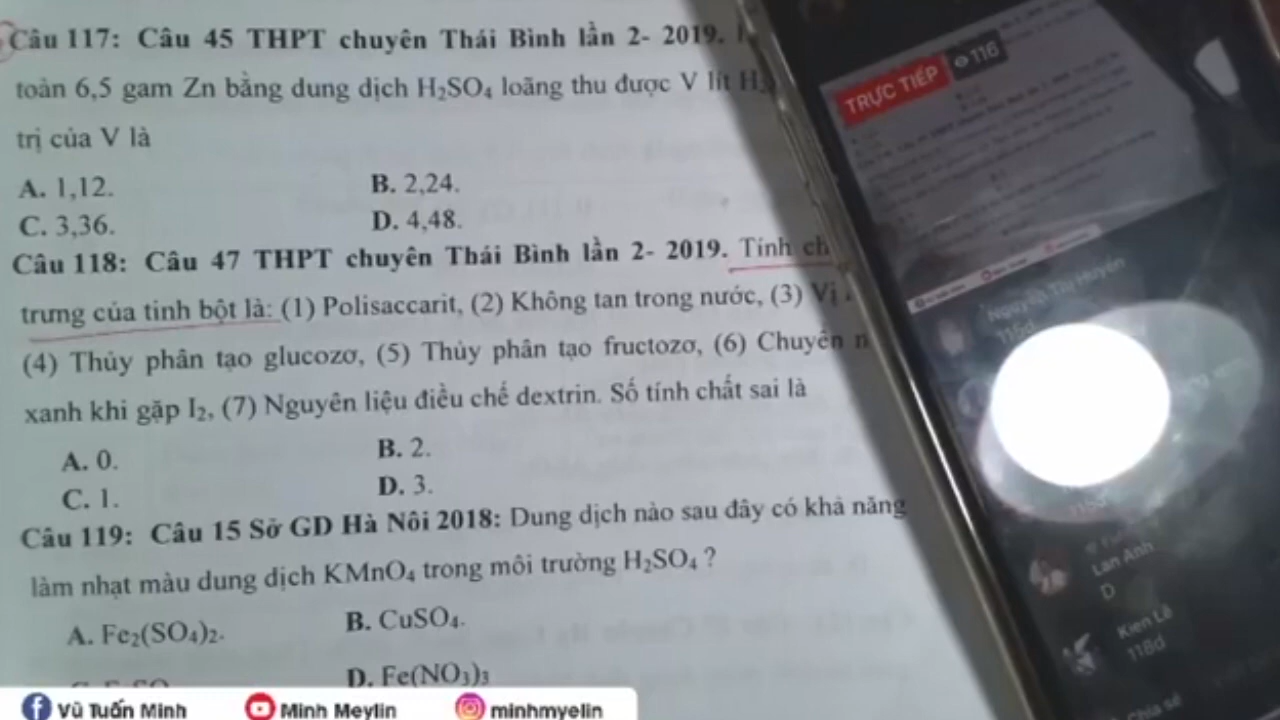 Câu 117: Câu 45 THPT chuyên Thái Bình lần 2- 2019.
toàn 6,5 gam Zn bằng dung dịch H₂SO₄ loãng thu được V lít H₂
trị của V là
A. 1,12.
B. 2,24.
C. 3,36.
D. 4,48.
Câu 118: Câu 47 THPT chuyên Thái Bình lần 2- 2019. Tính ch
trưng của tinh bột là: (1) Polisaccarit, (2) Không tan trong nước, (3) Vị
(4) Thủy phân tạo glucozơ, (5) Thủy phân tạo fructozơ, (6) Chuyển
xanh khi gặp I₂, (7) Nguyên liệu điều chế dextrin. Số tính chất sai là
A. 0.
B. 2.
C. 1.
D. 3.
Câu 119: Câu 15 Sở GD Hà Nôi 2018: Dung dịch nào sau đây có khả năng
làm nhạt màu dung dịch KMnO₄ trong môi trường H₂SO₄ ?
A. Fe₂(SO₄)₂.
B. CuSO₄.
D. Fe(NO₃)₃
TRỰC TIẾP
116
Lan Anh
D
Kien Lê
118d
Chia sẻ
Vũ Tuấn Minh
Minh Meylin
minhmyelin